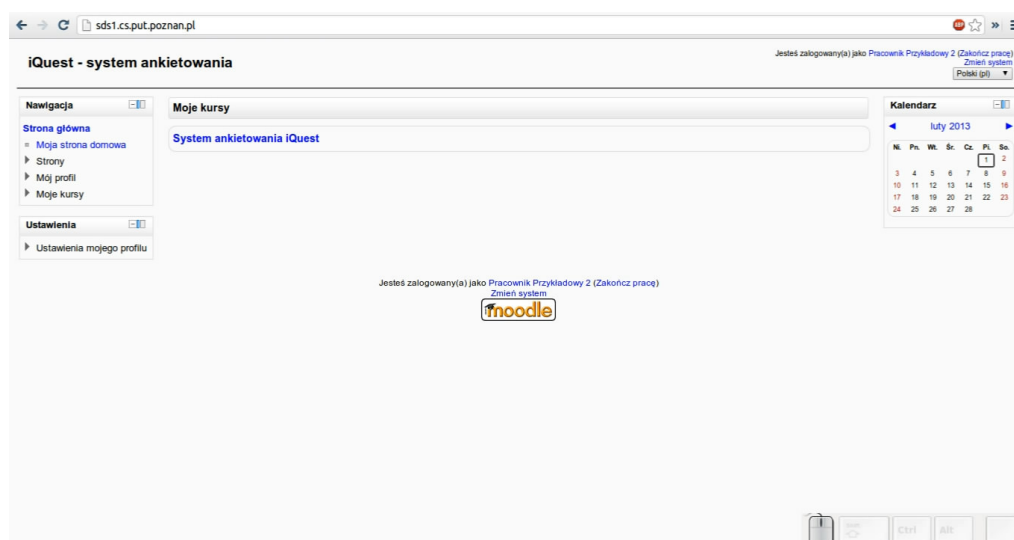 sds1.cs.put.poznan.pl
iQuest - system ankietowania
Jesteś zalogowany(a) jako Pracownik Przykładowy 2 (Zakończ pracę)
Zmień system
Polski (pl)
Nawigacja
Strona główna
Moja strona domowa
Strony
Mój profil
Moje kursy
Ustawienia
Ustawienia mojego profilu
Moje kursy
System ankietowania iQuest
Kalendarz
luty 2013
Ni. Pn. Wt. Śr. Cz. Pi. So.
1 2
3 4 5 6 7 8 9
10 11 12 13 14 15 16
17 18 19 20 21 22 23
24 25 26 27 28
Jesteś zalogowany(a) jako Pracownik Przykładowy 2 (Zakończ pracę)
Zmień system
moodle
Ctrl Alt